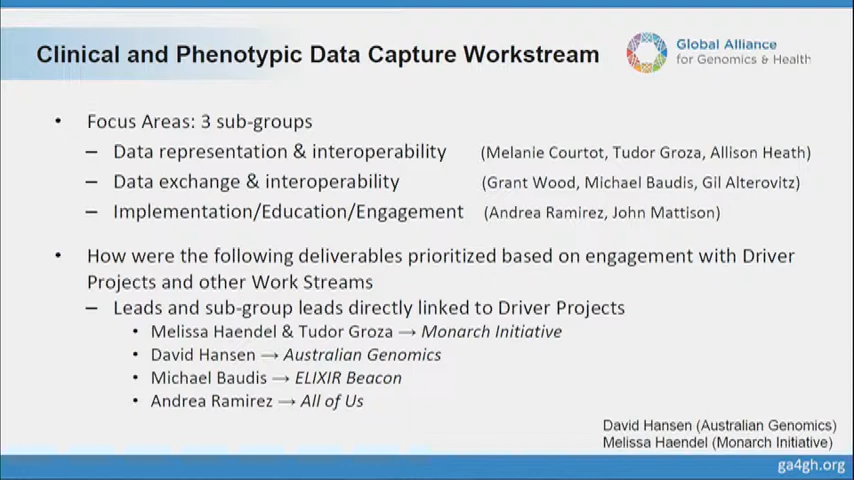 Clinical and Phenotypic Data Capture Workstream
Global Alliance
for Genomics & Health
• Focus Areas: 3 sub-groups
– Data representation & interoperability (Melanie Courtot, Tudor Groza, Allison Heath)
– Data exchange & interoperability (Grant Wood, Michael Baudis, Gil Alterovitz)
– Implementation/Education/Engagement (Andrea Ramirez, John Mattison)
• How were the following deliverables prioritized based on engagement with Driver
Projects and other Work Streams
– Leads and sub-group leads directly linked to Driver Projects
• Melissa Haendel & Tudor Groza → Monarch Initiative
• David Hansen → Australian Genomics
• Michael Baudis → ELIXIR Beacon
• Andrea Ramirez → All of Us
David Hansen (Australian Genomics)
Melissa Haendel (Monarch Initiative)
ga4gh.org